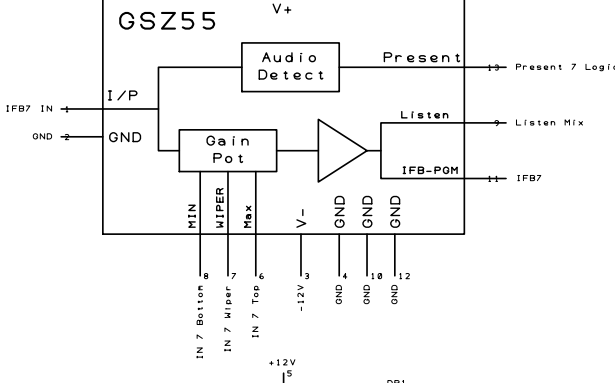 V+
GSZ55
Audio
Detect
Present
13
Present 7 Logic
I/P
IFB7 IN
1
Listen
9
Listen Mix
GND
2
GND
Gain
Pot
IFB-PGM
11
IFB7
MIN
WIPER
Max
V-
GND
GND
GND
8
7
6
3
4
10
12
IN 7 Bottom
IN 7 Wiper
IN 7 Top
-12V
GND
GND
GND
+12V
5